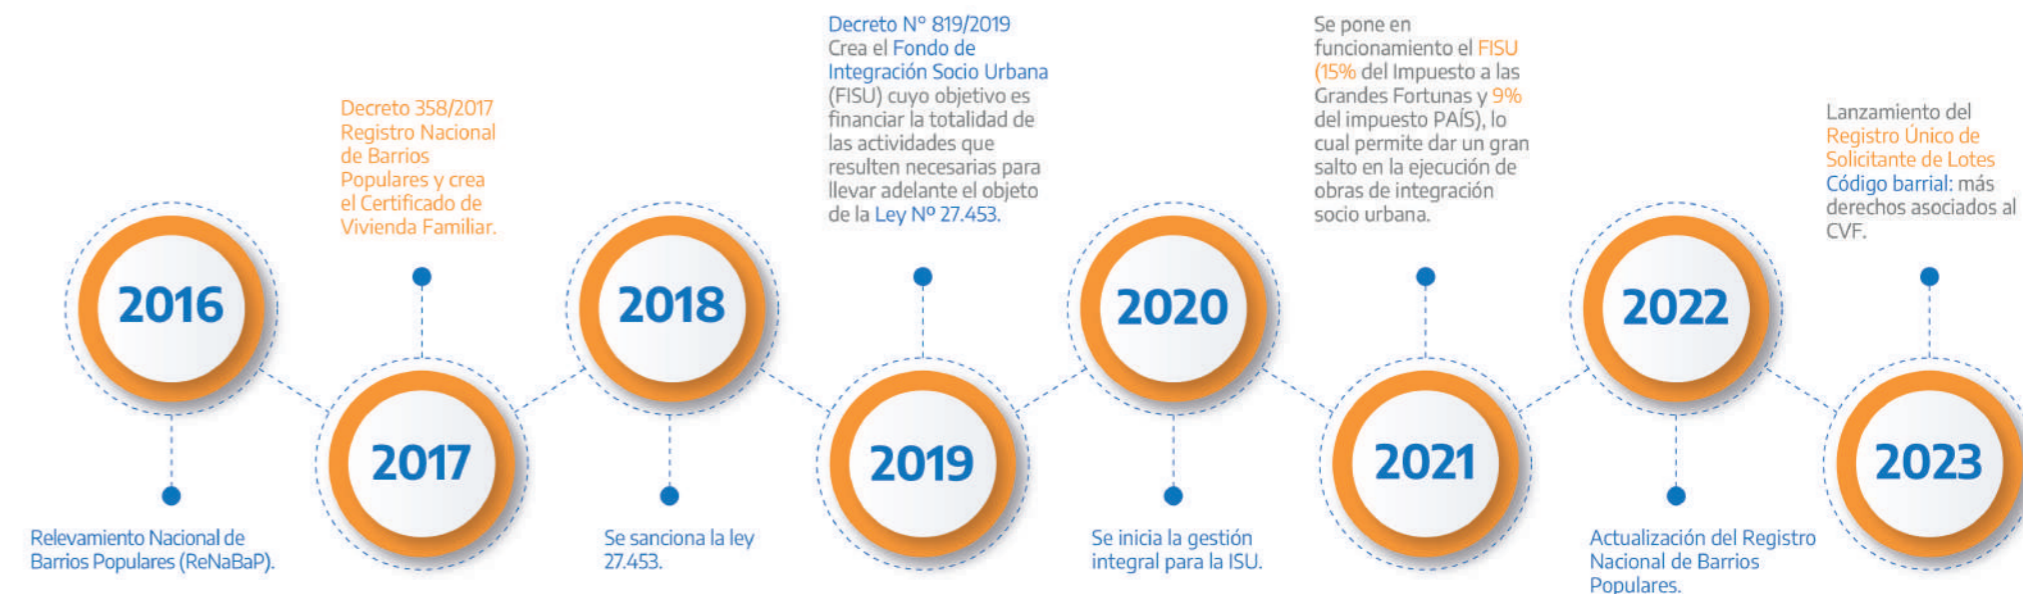 2016
Relevamiento Nacional de
Barrios Populares (ReNaBaP).
Decreto 358/2017
Registro Nacional
de Barrios
Populares y crea
el Certificado de
Vivienda Familiar.
2017
2018
Se sanciona la ley
27.453.
Decreto N° 819/2019
Crea el Fondo de
Integración Socio Urbana
(FISU) cuyo objetivo es
financiar la totalidad de
las actividades que
resulten necesarias para
llevar adelante el objeto
de la Ley Nº 27.453.
2019
2020
Se inicia la gestión
integral para la ISU.
Se pone en
funcionamiento el FISU
(15% del Impuesto a las
Grandes Fortunas y 9%
del impuesto PAÍS), lo
cual permite dar un gran
salto en la ejecución de
obras de integración
socio urbana.
2021
2022
Actualización del Registro
Nacional de Barrios
Populares.
Lanzamiento del
Registro Único de
Solicitante de Lotes
Código barrial: más
derechos asociados al
CVF.
2023